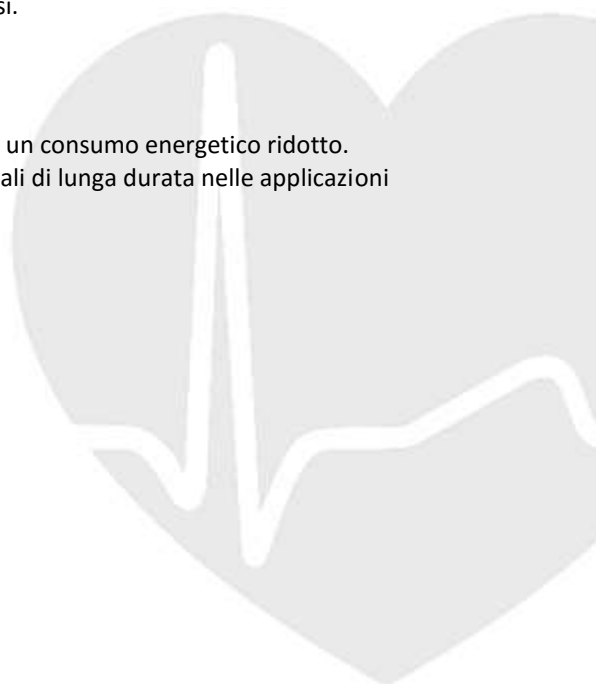 si.
un consumo energetico ridotto.
ali di lunga durata nelle applicazioni